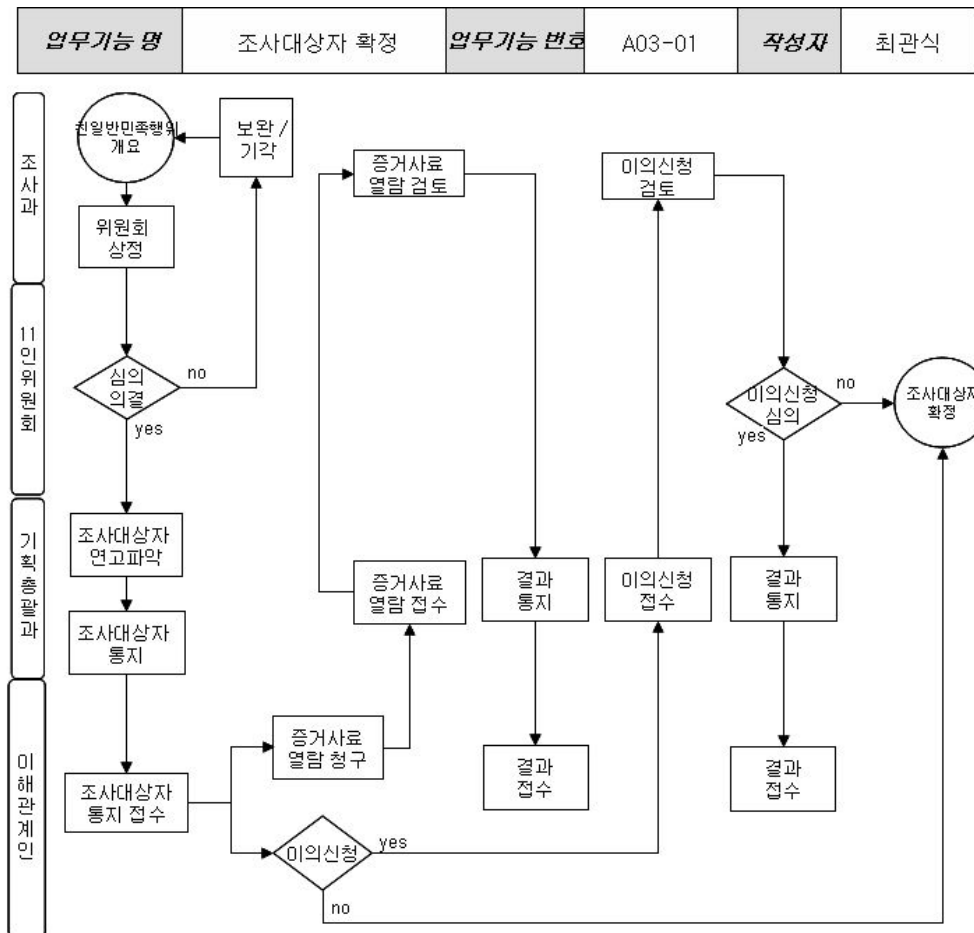 업무기능 명
조사대상자 확정
업무기능 번호
A03-01
작성자
최관식
조사과
친일반민족행위
개요
보완 /
기각
증거사료
열람 검토
이의신청
검토
위원회
상정
11인위원회
심의
의결
no
yes
이의신청
심의
no
yes
조사대상자
확정
기획총괄과
조사대상자
연고파악
증거사료
열람 접수
결과
통지
이의신청
접수
결과
통지
조사대상자
통지
이해관계인
증거사료
열람 청구
결과
접수
결과
접수
조사대상자
통지 접수
이의신청
yes
no